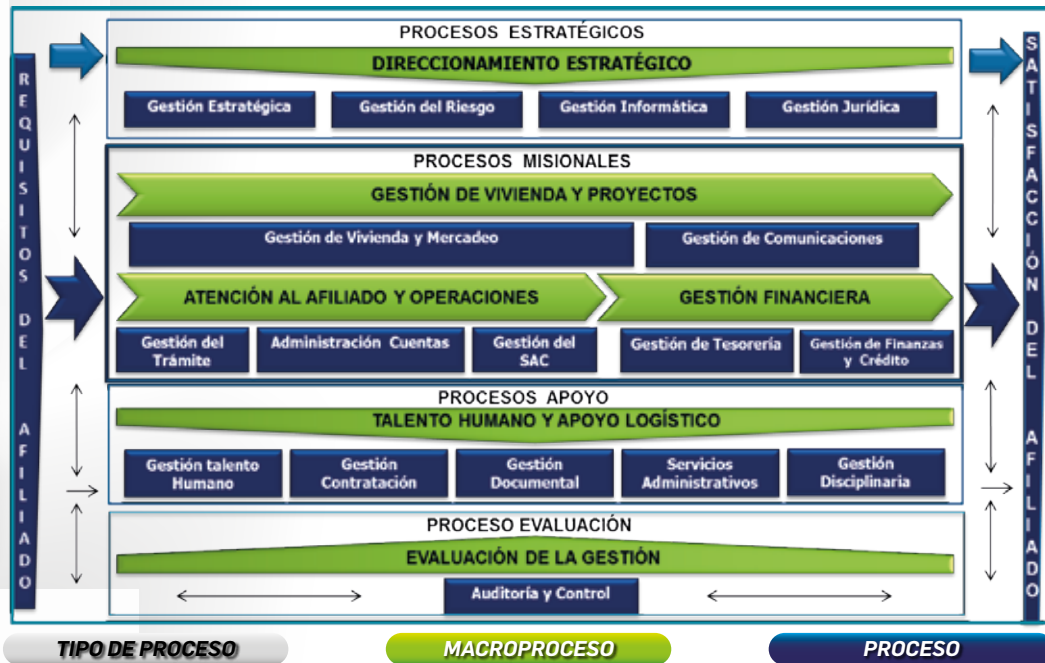 PROCESOS ESTRATÉGICOS
DIRECCIONAMIENTO ESTRATÉGICO
Gestión Estratégica
Gestión del Riesgo
Gestión Informática
Gestión Jurídica
REQUISITOS DEL AFILIADO
PROCESOS MISIONALES
GESTIÓN DE VIVIENDA Y PROYECTOS
Gestión de Vivienda y Mercadeo
Gestión de Comunicaciones
ATENCIÓN AL AFILIADO Y OPERACIONES
GESTIÓN FINANCIERA
Gestión del
Trámite
Administración Cuentas
Gestión del
SAC
Gestión de Tesorería
Gestión de Finanzas
y Crédito
SATISFACCIÓN DEL AFILIADO
PROCESOS APOYO
TALENTO HUMANO Y APOYO LOGÍSTICO
Gestión talento
Humano
Gestión
Contratación
Gestión
Documental
Servicios
Administrativos
Gestión
Disciplinaria
PROCESO EVALUACIÓN
EVALUACIÓN DE LA GESTIÓN
Auditoría y Control
TIPO DE PROCESO
MACROPROCESO
PROCESO